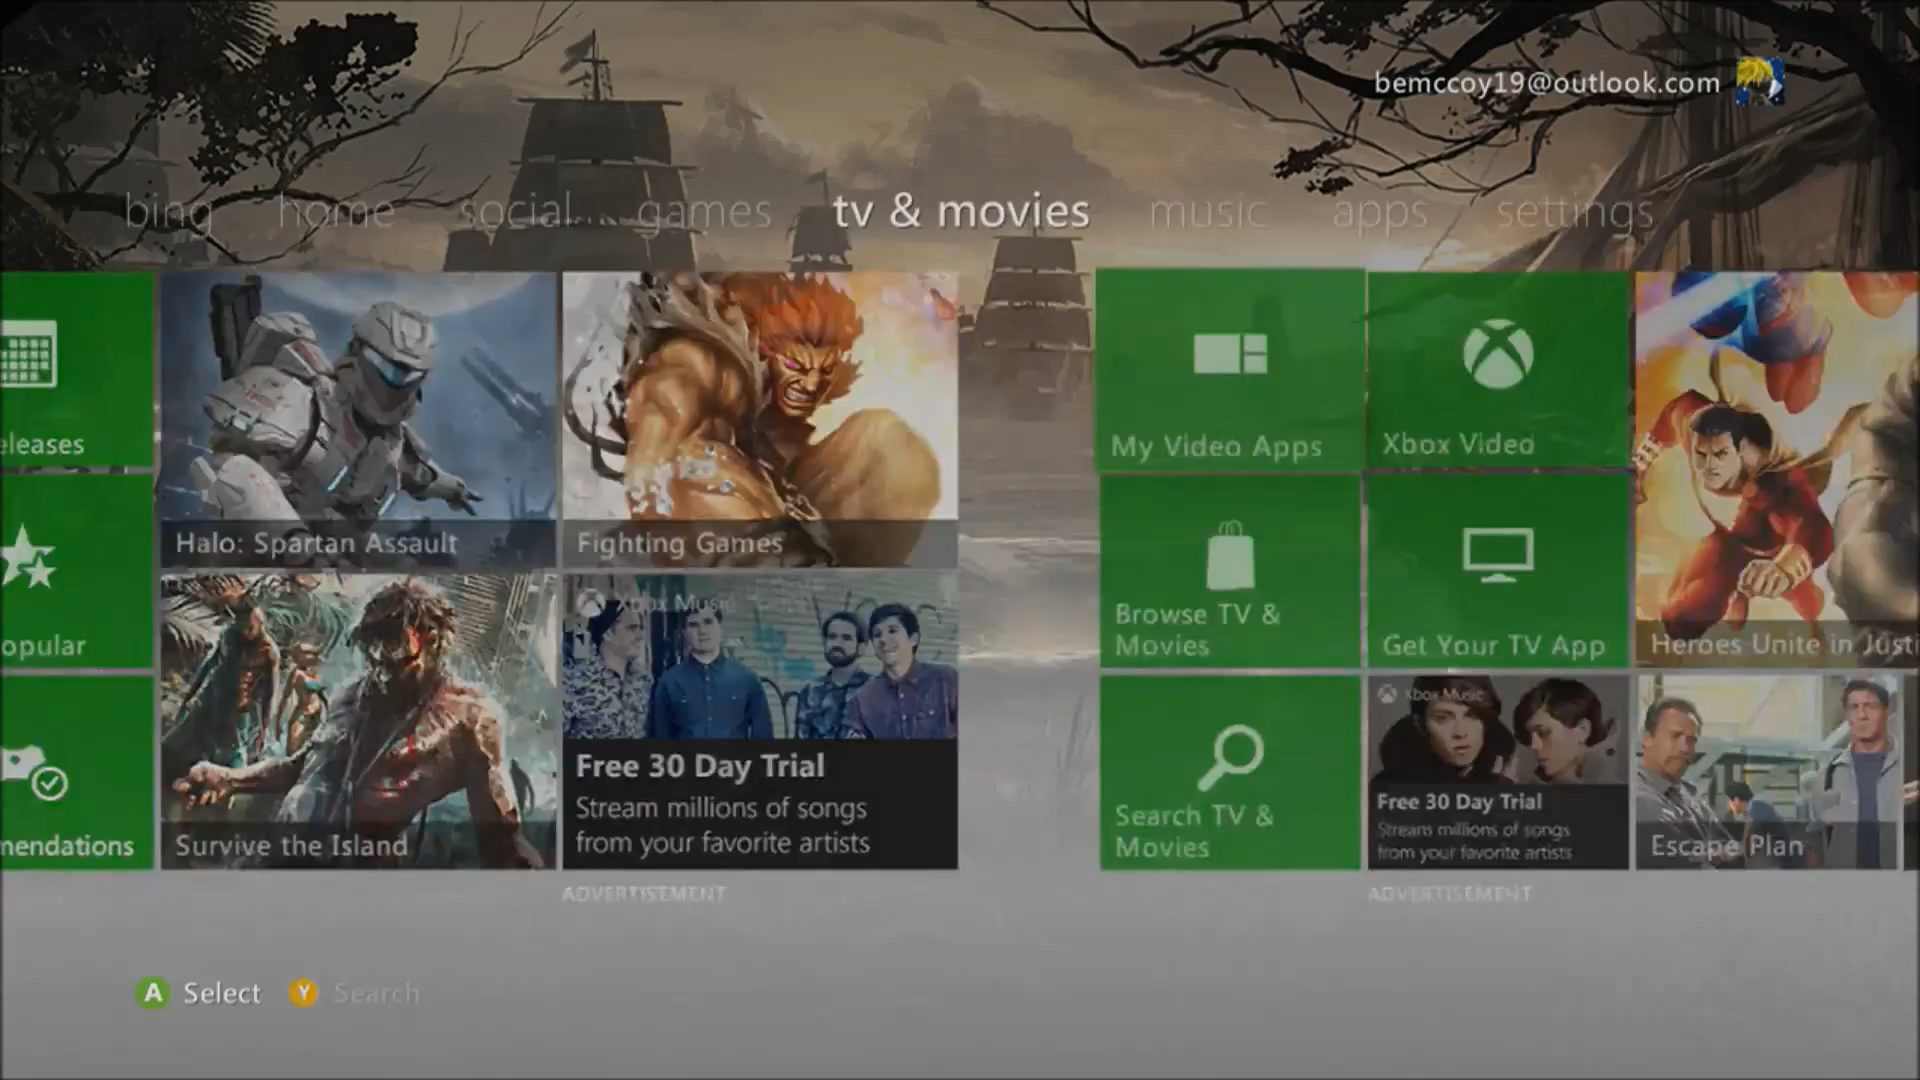 bemccoy19@outlook.com
bing home social games tv & movies music apps settings
eleases
Halo: Spartan Assault
Fighting Games
My Video Apps
Xbox Video
opular
Xbox Music
Browse TV &
Movies
Get Your TV App
Heroes Unite in Justi
mendations
Survive the Island
Free 30 Day Trial
Stream millions of songs
from your favorite artists
ADVERTISEMENT
Search TV &
Movies
Xbox Music
Free 30 Day Trial
Stream millions of songs
from your favorite artists
ADVERTISEMENT
Escape Plan
A Select Y Search